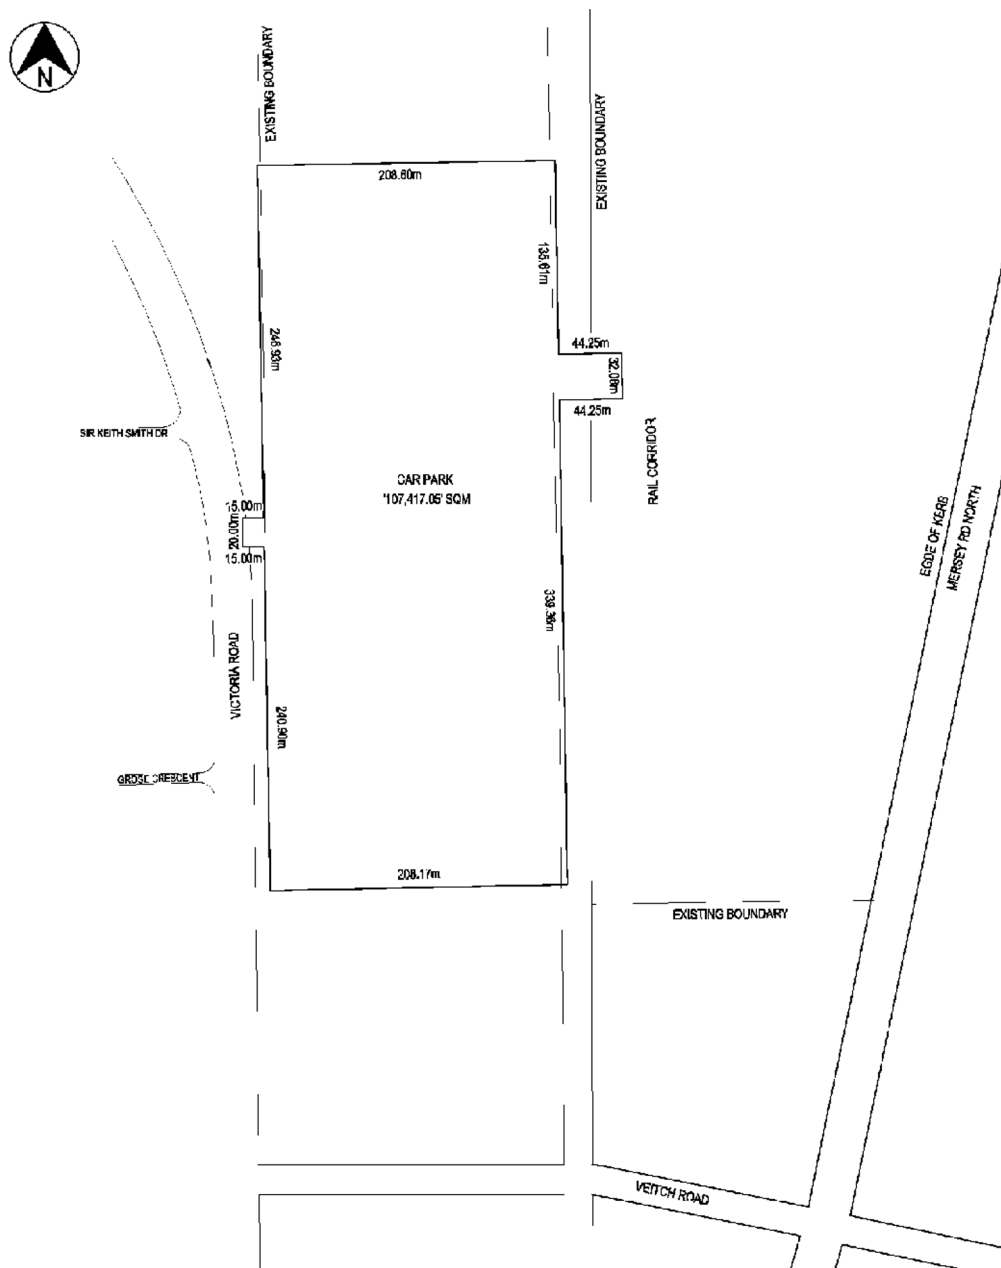 N
EXISTING BOUNDARY
EXISTING BOUNDARY
208.60m
135.61m
246.93m
44.25m
32.08m
44.25m
SIR KEITH SMITH DR
RAIL CORRIDOR
CAR PARK
'107,417.05' SQM
15.00m
20.00m
15.00m
EGDE OF KERB
MERSEY RD NORTH
339.36m
VICTORIA ROAD
240.90m
GROSE CRESCENT
208.17m
EXISTING BOUNDARY
VEITCH ROAD